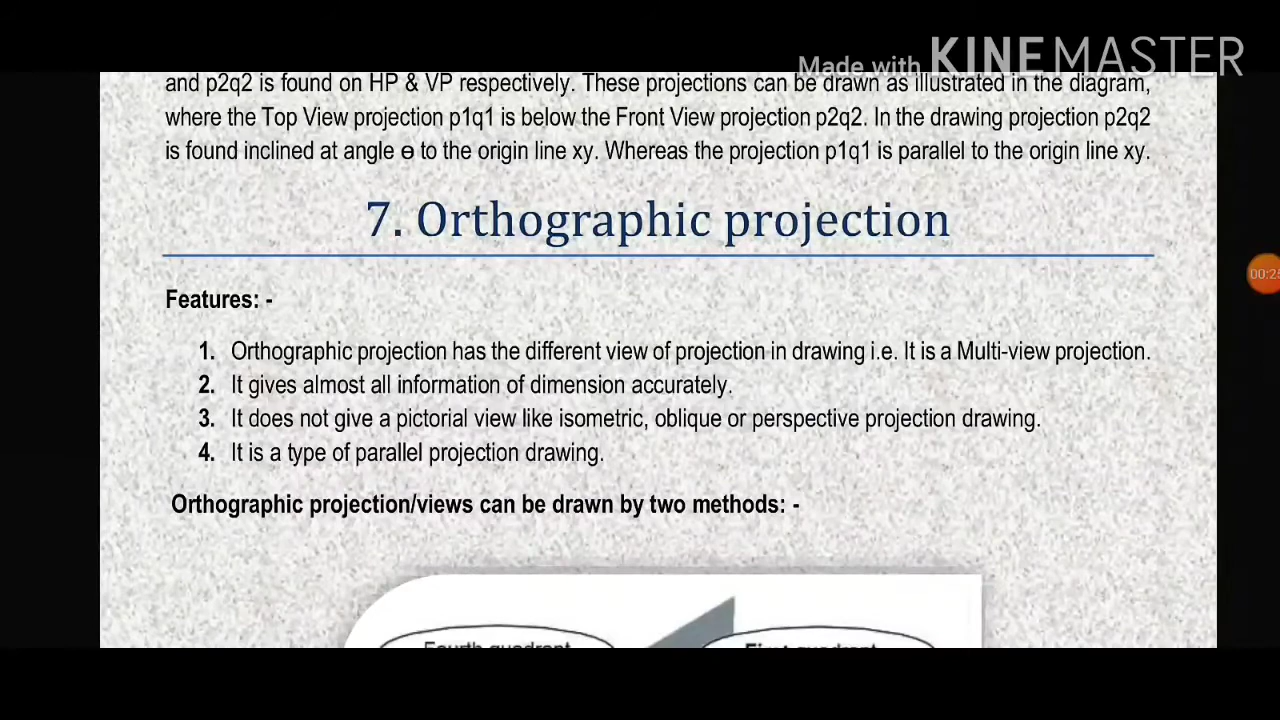 Made with KINEMASTER
and p2q2 is found on HP & VP respectively. These projections can be drawn as illustrated in the diagram,
where the Top View projection p1q1 is below the Front View projection p2q2. In the drawing projection p2q2
is found inclined at angle ɵ to the origin line xy. Whereas the projection p1q1 is parallel to the origin line xy.
7. Orthographic projection
00:25
Features: -
1. Orthographic projection has the different view of projection in drawing i.e. It is a Multi-view projection.
2. It gives almost all information of dimension accurately.
3. It does not give a pictorial view like isometric, oblique or perspective projection drawing.
4. It is a type of parallel projection drawing.
Orthographic projection/views can be drawn by two methods: -
Fourth quadrant First quadrant